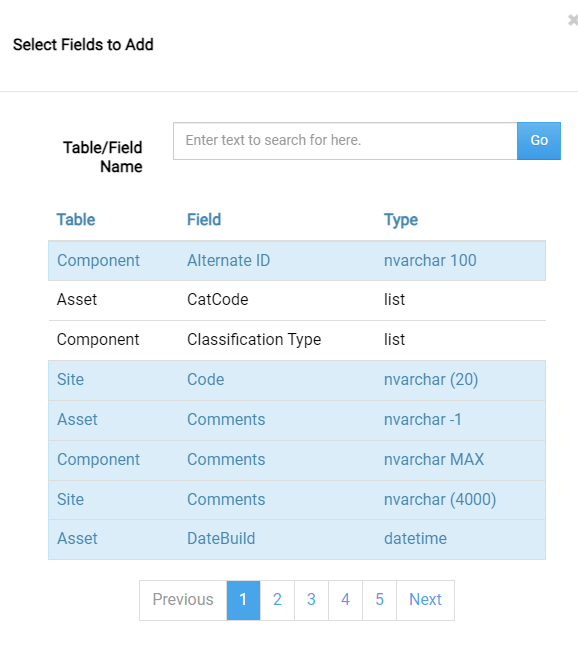 Select Fields to Add
Table/Field
Name
Enter text to search for here.
Go
Table Field Type
Component Alternate ID nvarchar 100
Asset CatCode list
Component Classification Type list
Site Code nvarchar (20)
Asset Comments nvarchar -1
Component Comments nvarchar MAX
Site Comments nvarchar (4000)
Asset DateBuild datetime
Previous 1 2 3 4 5 Next